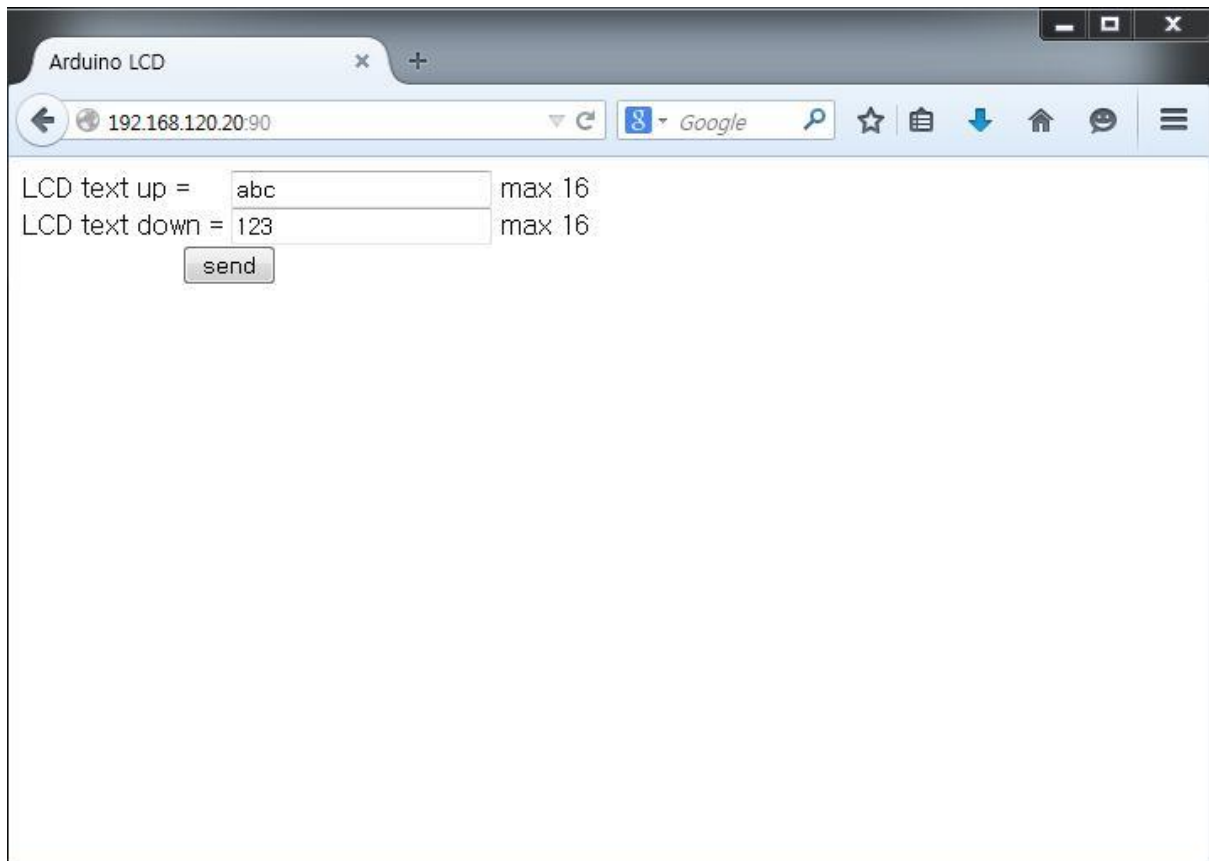 Arduino LCD
192.168.120.20:90
8 Google
LCD text up = abc max 16
LCD text down = 123 max 16
send